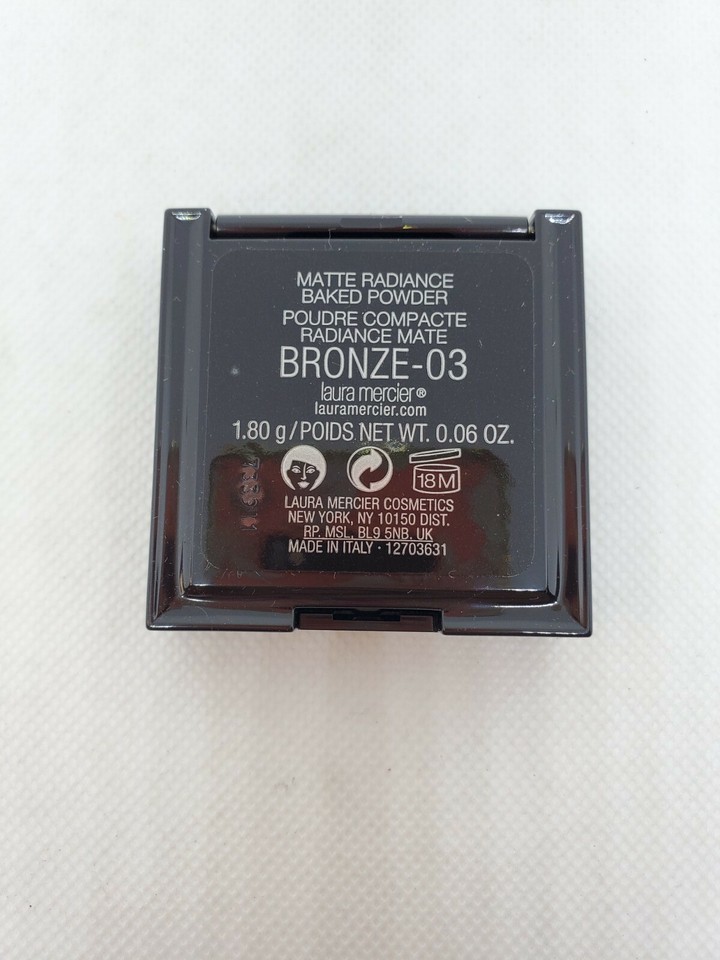 MATTE RADIANCE
BAKED POWDER
POUDRE COMPACTE
RADIANCE MATE
BRONZE-03
laura mercier®
lauramercier.com
1.80 g/POIDS NET WT. 0.06 OZ.
18M
LAURA MERCIER COSMETICS
NEW YORK, NY 10150 DIST.
RP. MSL, BL9 5NB, UK
MADE IN ITALY · 12703631